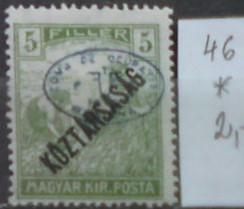 5 FILLÉR 5
KÖZTÁRSASÁG
MAGYAR KIR. POSTA
46
*
2,-